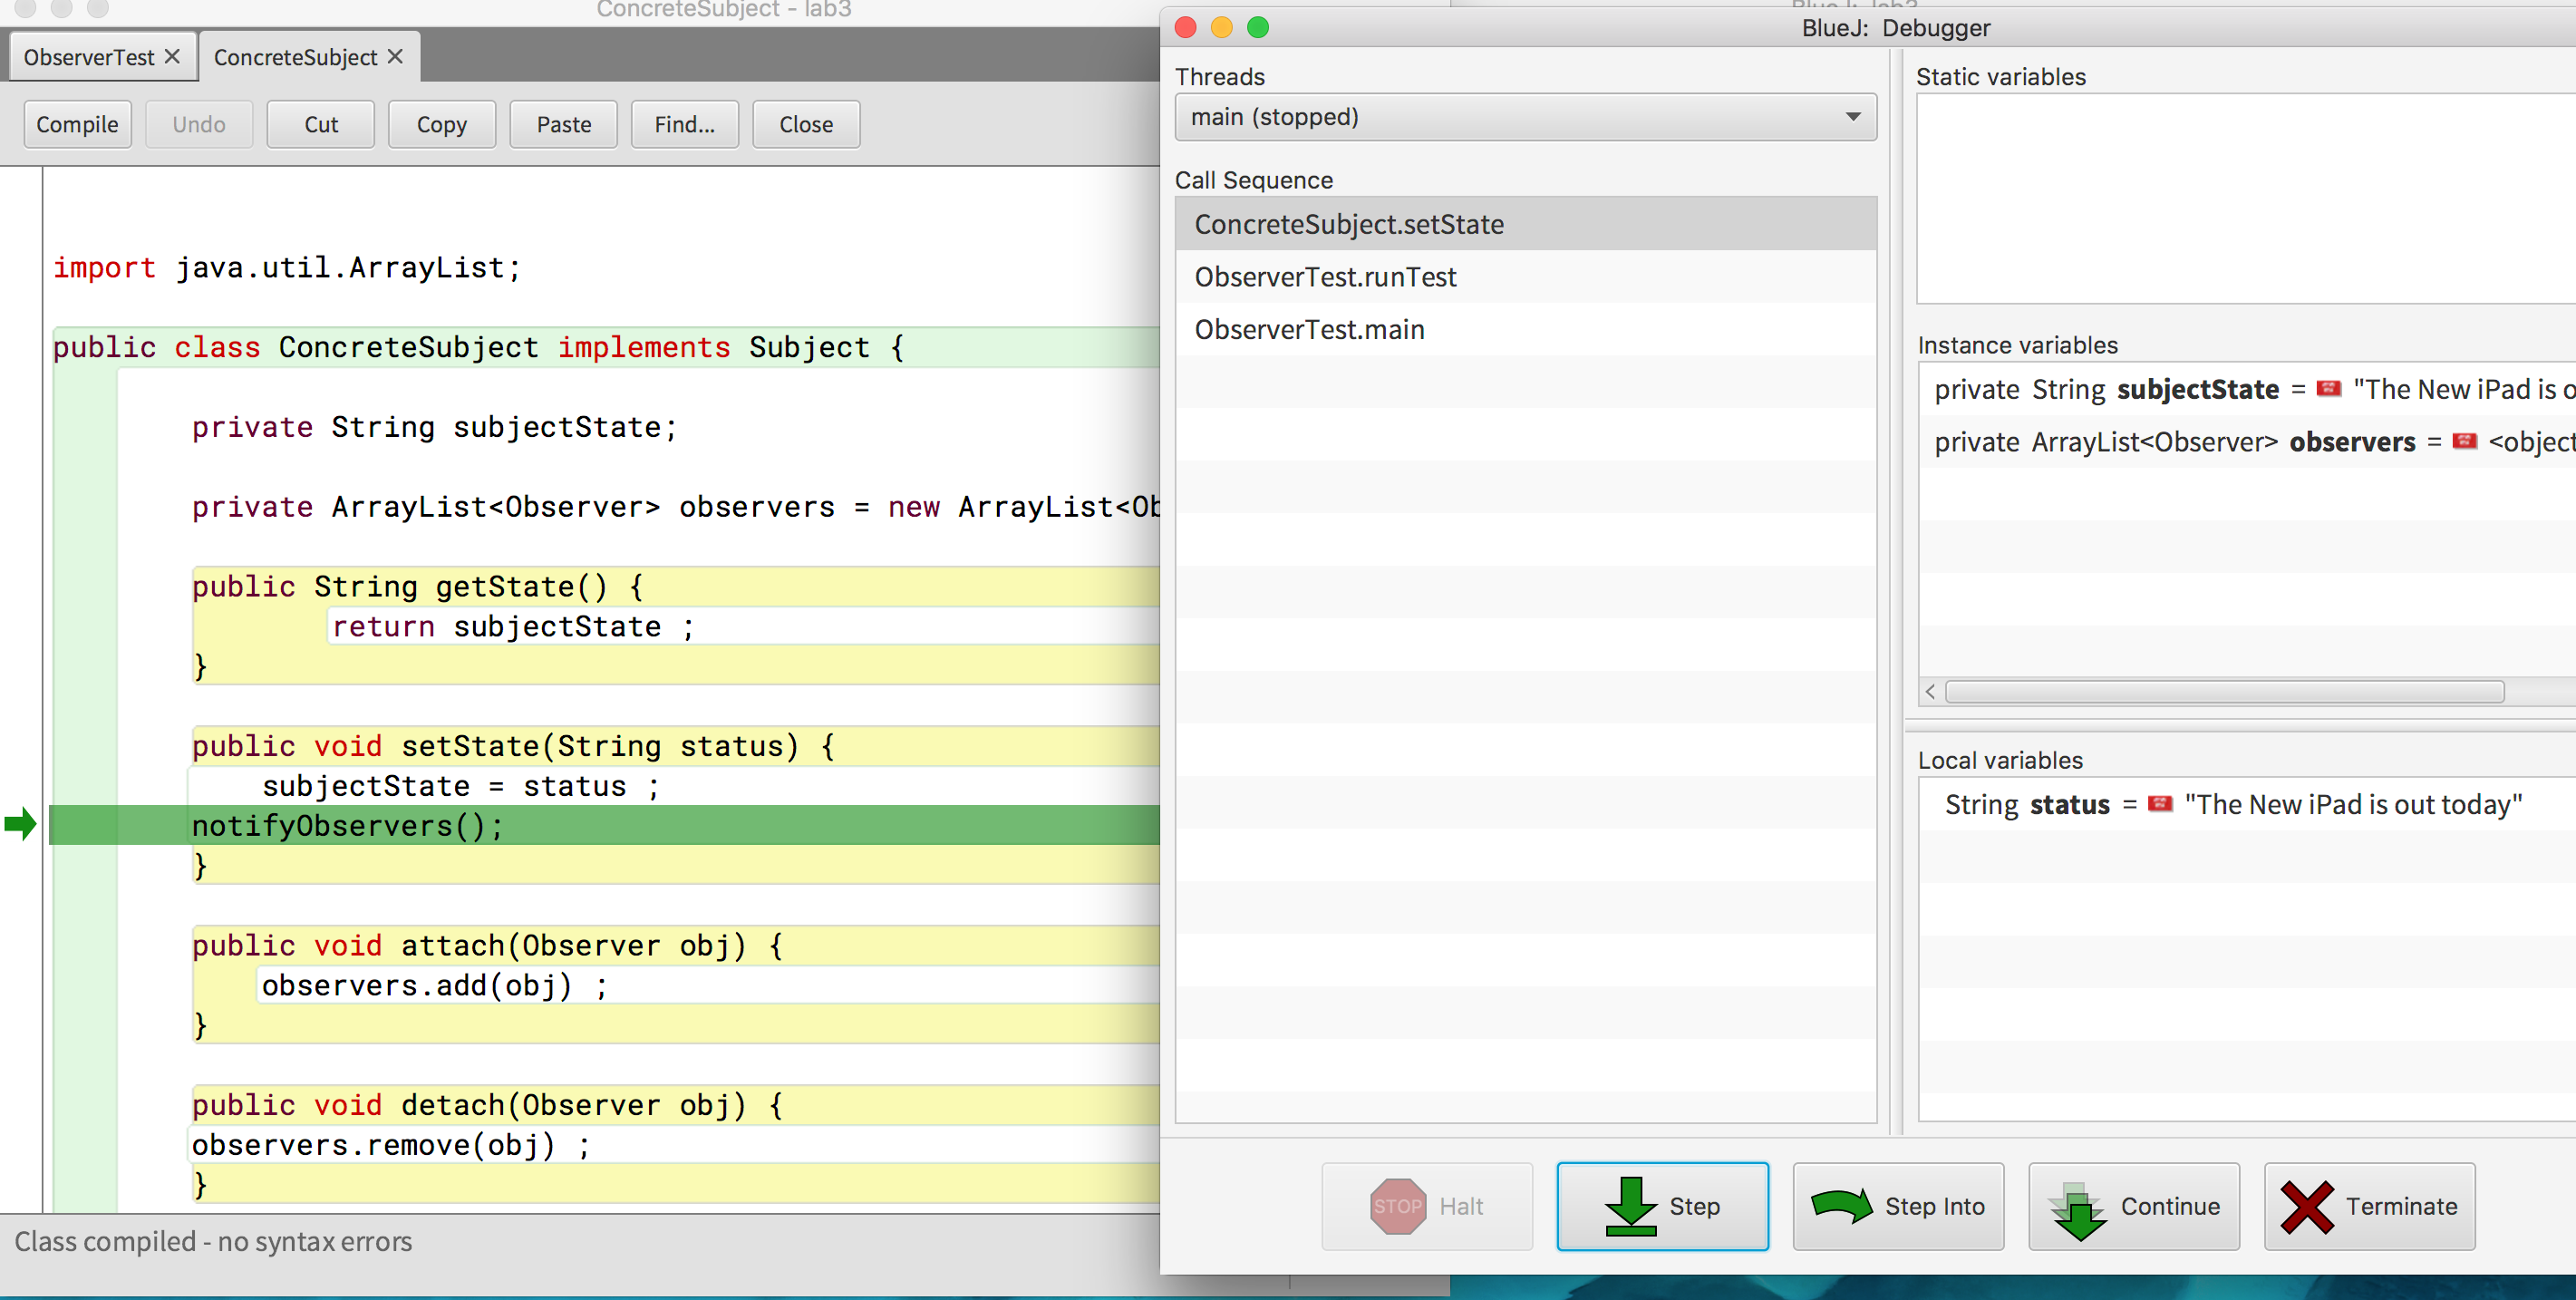 ConcreteSubject - lab3
ObserverTest
ConcreteSubject
Compile
Undo
Cut
Copy
Paste
Find...
Close
import java.util.ArrayList;
public class ConcreteSubject implements Subject {
private String subjectState;
private ArrayList<Observer> observers = new ArrayList<Ob
public String getState() {
return subjectState ;
}
public void setState(String status) {
subjectState = status ;
notifyObservers();
}
public void attach(Observer obj) {
observers.add(obj) ;
}
public void detach(Observer obj) {
observers.remove(obj) ;
}
Class compiled - no syntax errors
BlueJ: Debugger
Threads
main (stopped)
Call Sequence
ConcreteSubject.setState
ObserverTest.runTest
ObserverTest.main
Static variables
Instance variables
private String subjectState = "The New iPad is o
private ArrayList<Observer> observers = <object
Local variables
String status = "The New iPad is out today"
STOP Halt
Step
Step Into
Continue
Terminate